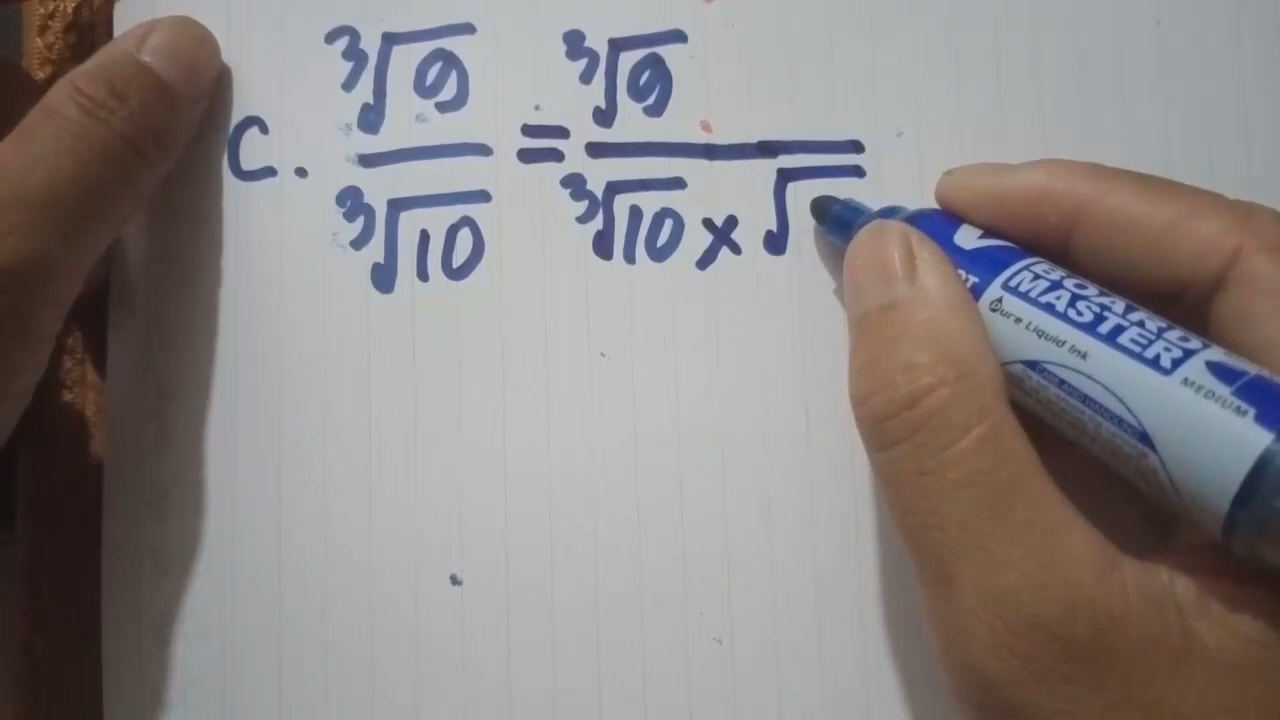 c. ∛9 / ∛10 = ∛9 / ∛10 x √
BOARD
MASTER
Pure Liquid Ink
MEDIUM